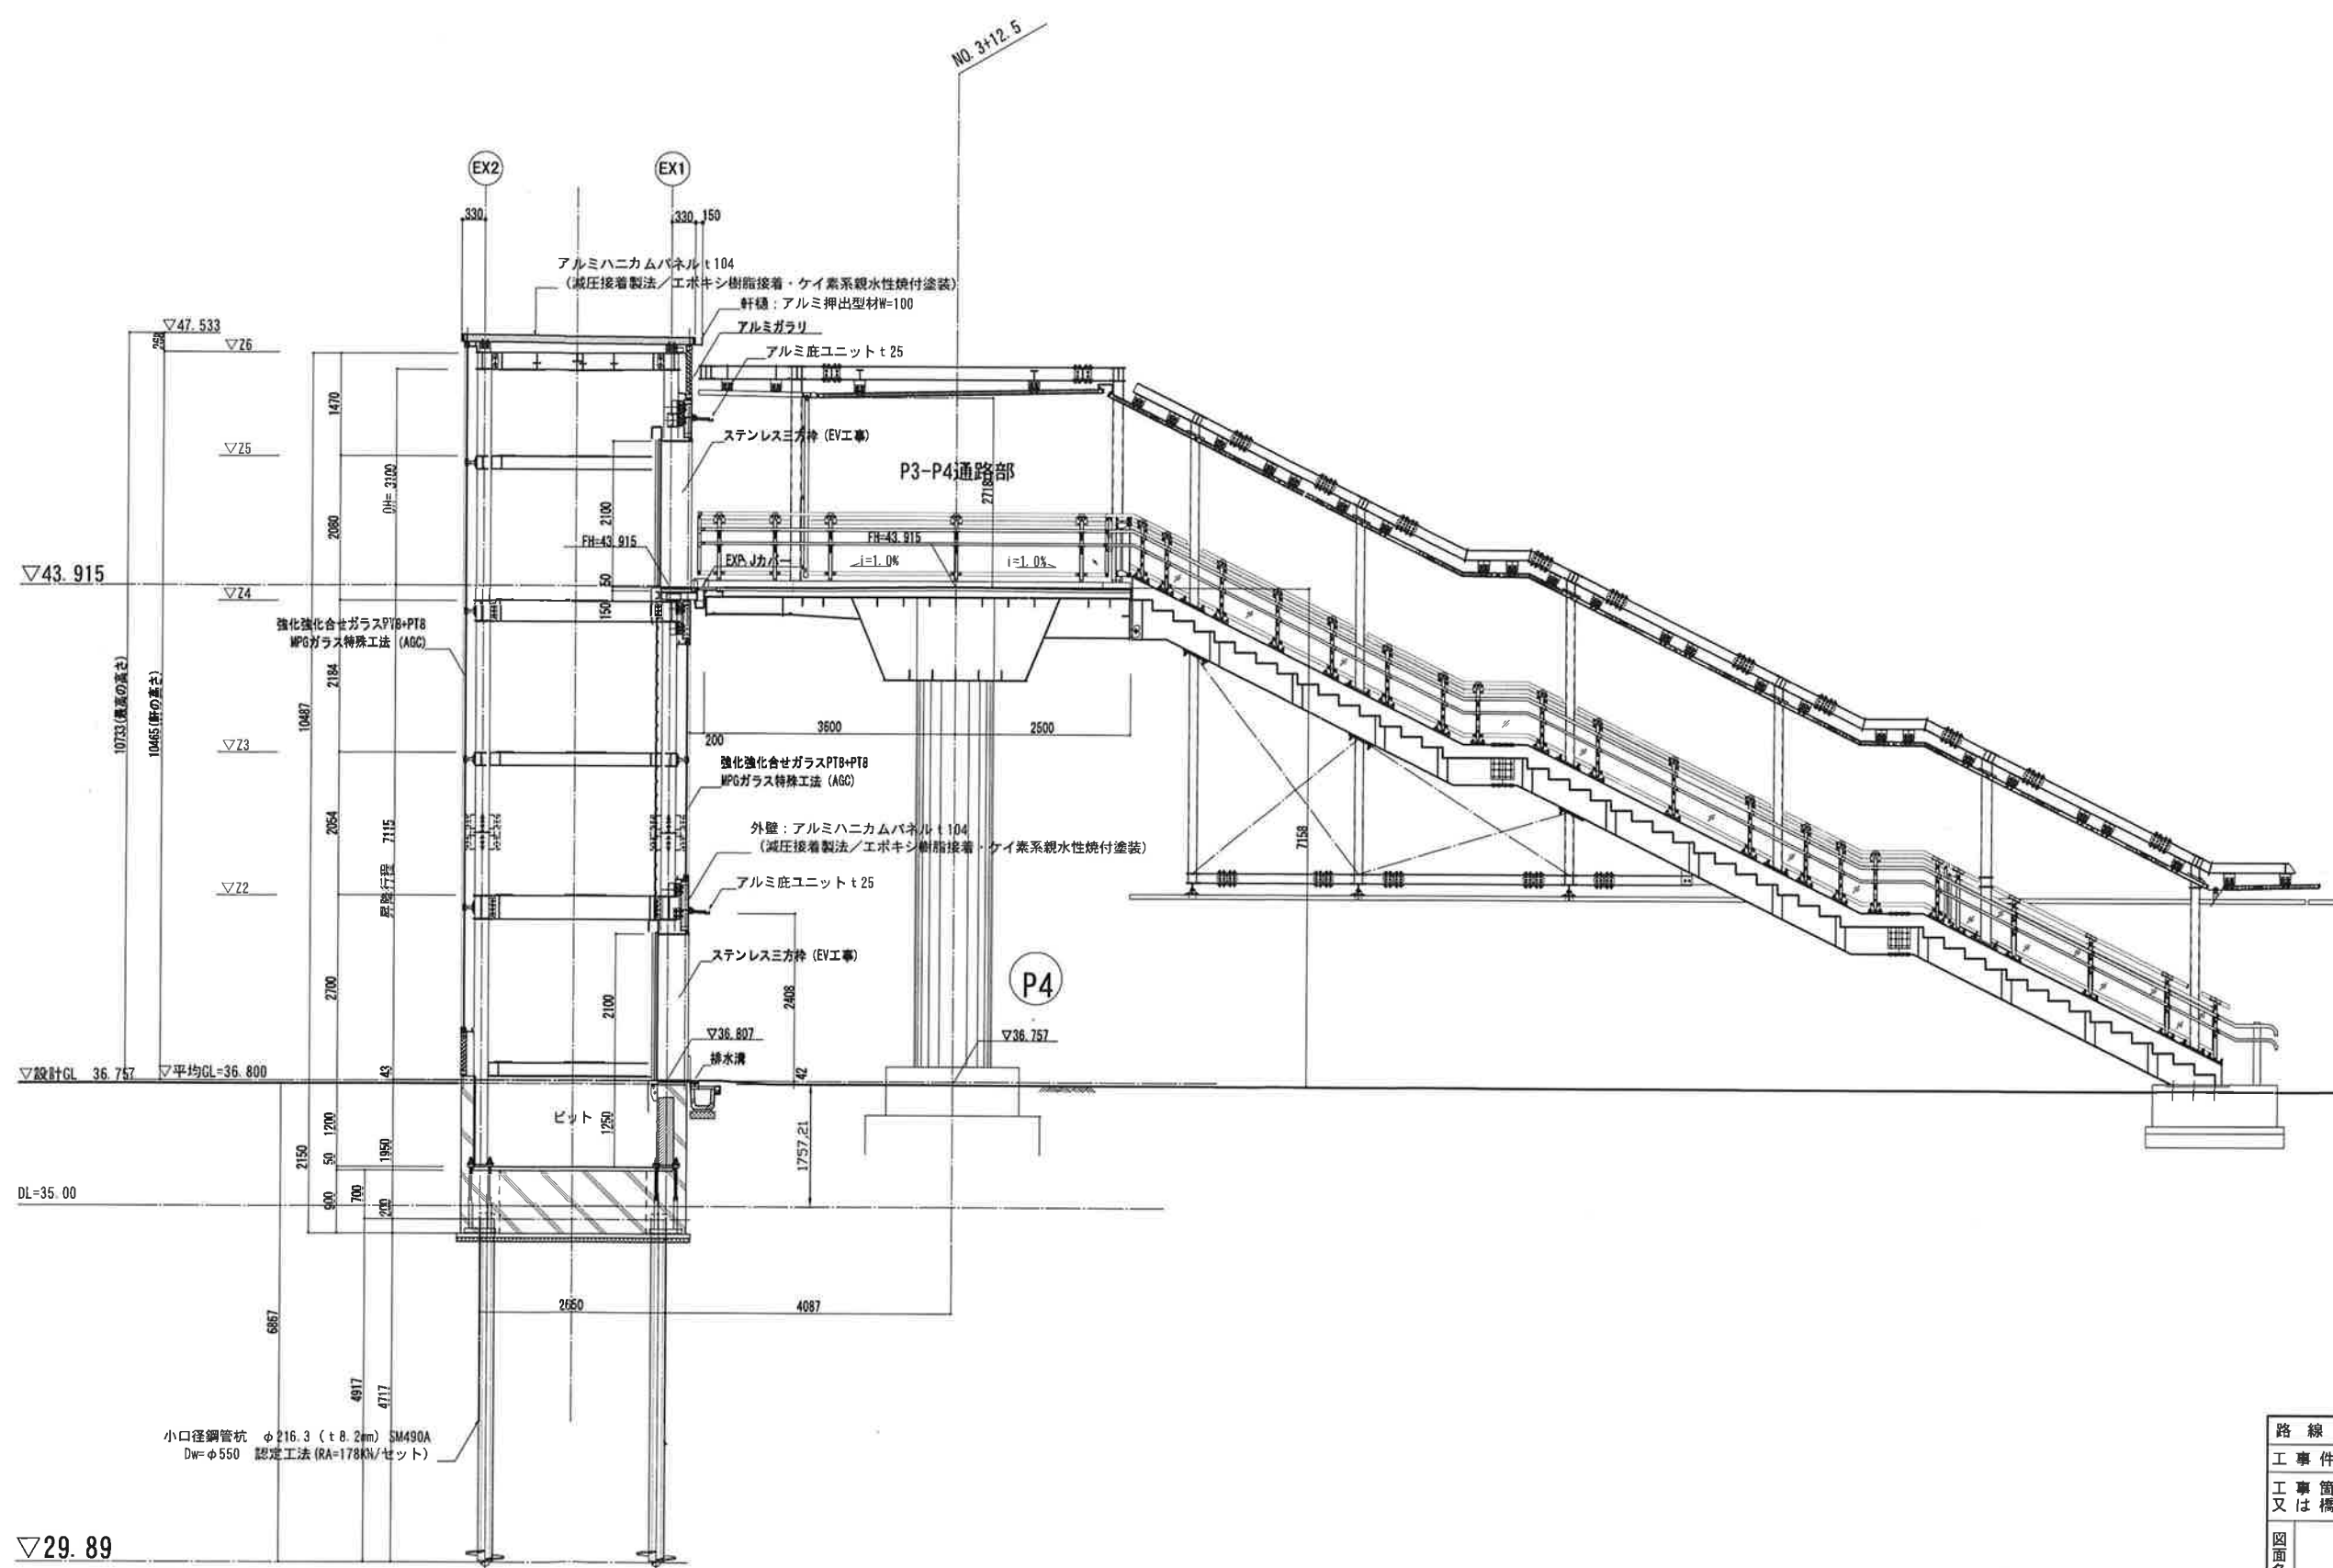 NO. 3+12. 5
EX2
EX1
330
330
150
アルミハニカムパネル t 104
(減圧接着製法／エポキシ樹脂接着・ケイ素系親水性焼付塗装)
軒樋：アルミ押出型材W=100
アルミガラリ
アルミ庇ユニット t 25
▽47. 533
268
▽Z6
1470
▽Z5
ステンレス三方枠 (EV工事)
P3-P4通路部
2718
OH= 3100
2100
2060
FH=43. 915
FH=43. 915
EXP. Jカバー
i=1. 0%
i=1. 0%
▽43. 915
50
▽Z4
150
強化強化合せガラスPT8+PT8
MPGガラス特殊工法 (AGC)
10733(最高の高さ)
10465(軒の高さ)
2184
10487
3600
2500
200
▽Z3
強化強化合せガラスPT8+PT8
MPGガラス特殊工法 (AGC)
2054
昇降行程 7115
外壁：アルミハニカムパネル t 104
(減圧接着製法／エポキシ樹脂接着・ケイ素系親水性焼付塗装)
7158
アルミ庇ユニット t 25
▽Z2
ステンレス三方枠 (EV工事)
P4
2700
2100
2408
▽36. 807
▽36. 757
排水溝
▽設計GL 36. 757
▽平均GL=36. 800
43
42
ピット
1250
1200
2150
50
1950
1757.21
DL=35. 00
900
700
200
2650
4087
6867
4917
4717
小口径鋼管杭 φ216. 3 ( t 8. 2mm) SM490A
Dw=φ550 認定工法(RA=178KN/セット)
▽29. 89
路 線
工 事 件
工 事 箇
又 は 橋
図面名